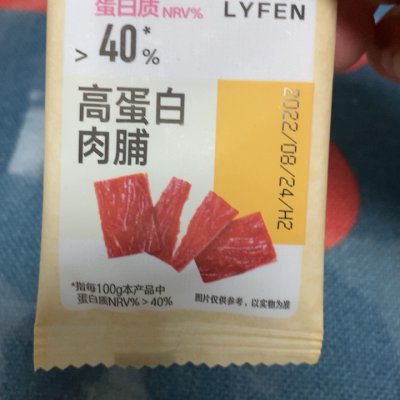 蛋白质NRV%
LYFEN
> 40*%
高蛋白
肉脯
2022/08/24/H2
*指每100g本产品中
蛋白质NRV%>40%
图片仅供参考，以实物为准